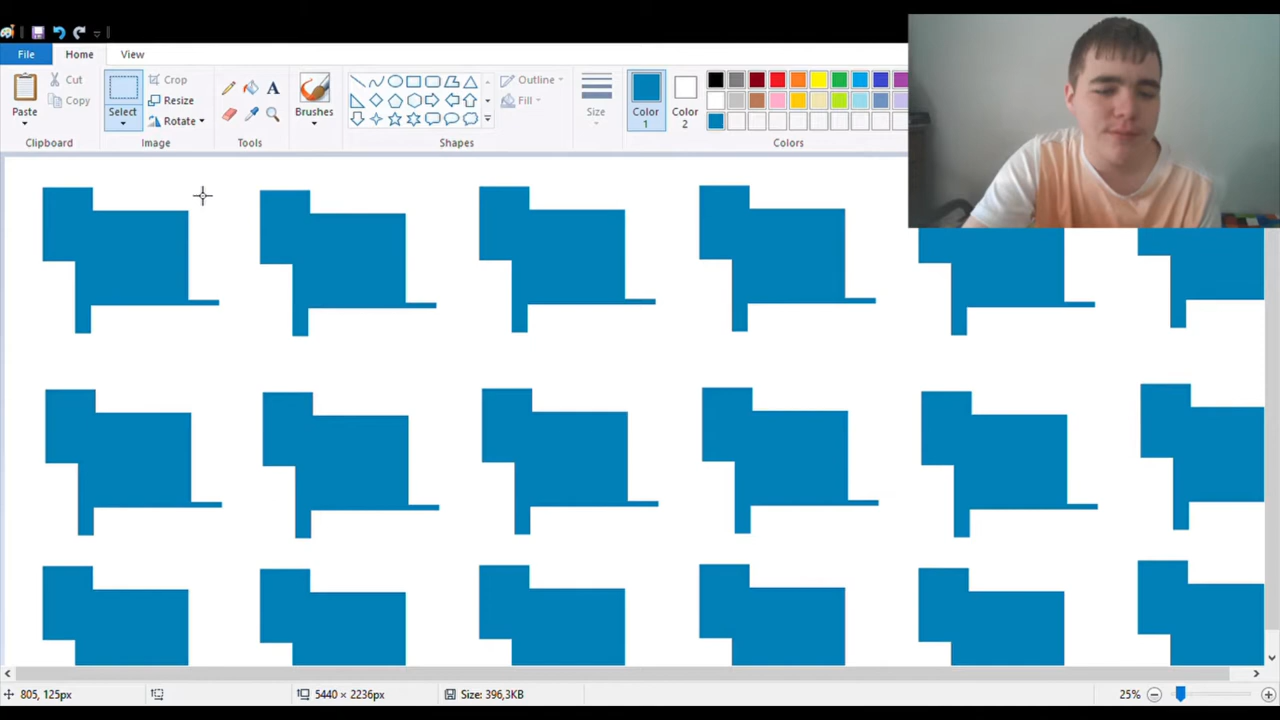 File Home View
Paste Cut Copy
Clipboard
Select Crop Resize Rotate
Image
A
Tools
Brushes
Outline Fill
Shapes
Size
Color 1 Color 2
Colors
805, 125px 5440 × 2236px Size: 396,3KB 25%